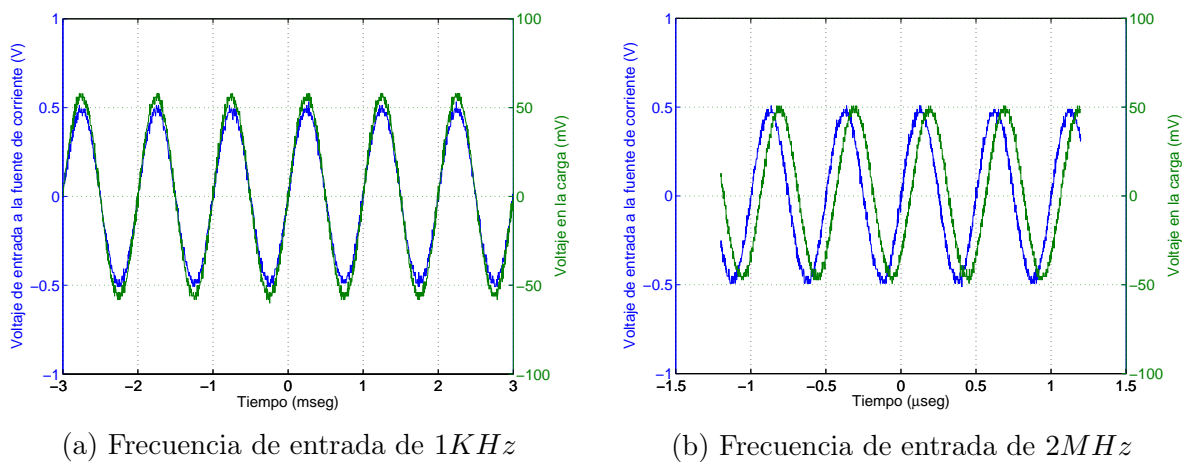 Voltaje de entrada a la fuente de corriente (V)
1
0.5
0
−0.5
−1
100
50
0
−50
−100
Voltaje en la carga (mV)
−3 −2 −1 0 1 2 3
Tiempo (mseg)
(a) Frecuencia de entrada de 1KHz
Voltaje de entrada a la fuente de corriente (V)
1
0.5
0
−0.5
−1
100
50
0
−50
−100
Voltaje en la carga (mV)
−1.5 −1 −0.5 0 0.5 1 1.5
Tiempo (μseg)
(b) Frecuencia de entrada de 2MHz